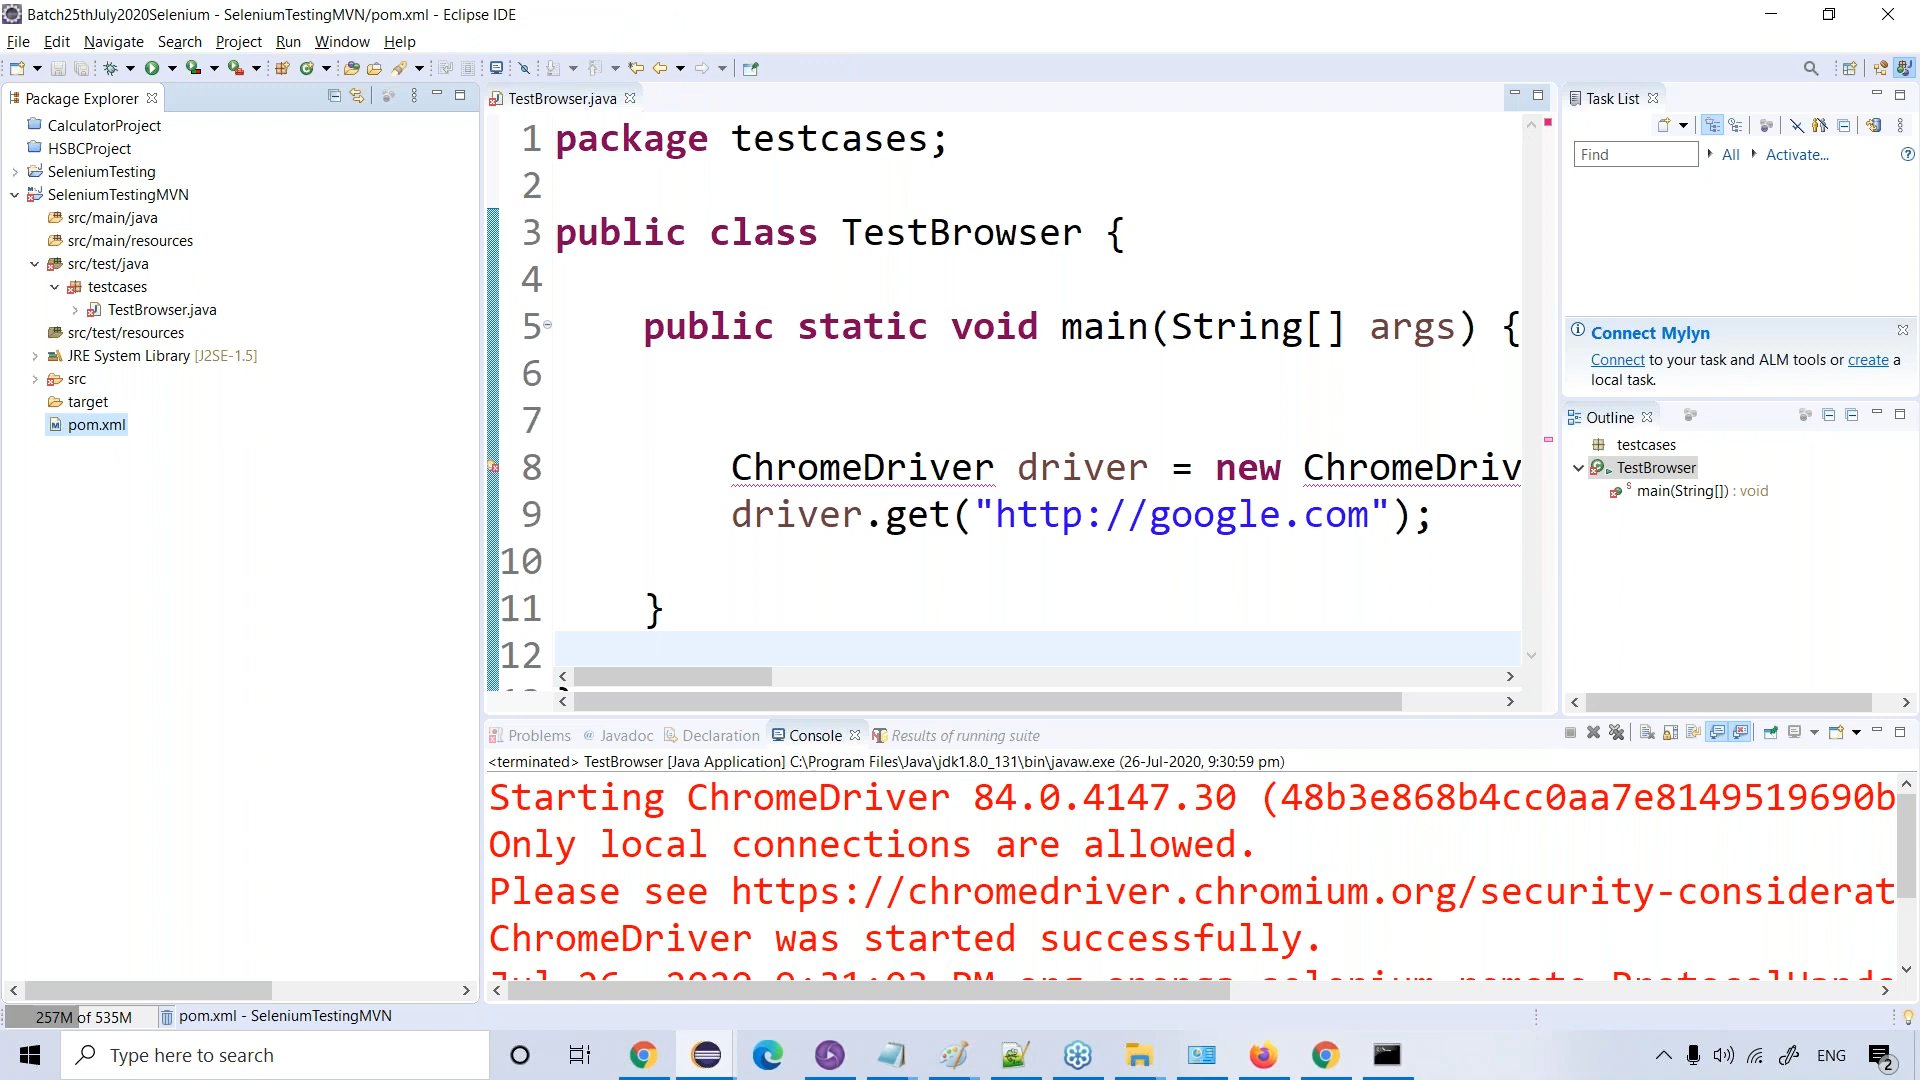 Batch25thJuly2020Selenium - SeleniumTestingMVN/pom.xml - Eclipse IDE
File Edit Navigate Search Project Run Window Help
Package Explorer
CalculatorProject
HSBCProject
SeleniumTesting
SeleniumTestingMVN
src/main/java
src/main/resources
src/test/java
testcases
TestBrowser.java
src/test/resources
JRE System Library [J2SE-1.5]
src
target
pom.xml
TestBrowser.java
1 package testcases;
2
3 public class TestBrowser {
4
5 public static void main(String[] args) {
6
7
8 ChromeDriver driver = new ChromeDriv
9 driver.get("http://google.com");
10
11 }
12
Task List
Find All Activate...
Connect Mylyn
Connect to your task and ALM tools or create a
local task.
Outline
testcases
TestBrowser
main(String[]) : void
Problems Javadoc Declaration Console Results of running suite
<terminated> TestBrowser [Java Application] C:\Program Files\Java\jdk1.8.0_131\bin\javaw.exe (26-Jul-2020, 9:30:59 pm)
Starting ChromeDriver 84.0.4147.30 (48b3e868b4cc0aa7e8149519690b
Only local connections are allowed.
Please see https://chromedriver.chromium.org/security-considerat
ChromeDriver was started successfully.
257M of 535M pom.xml - SeleniumTestingMVN
Type here to search
ENG
2